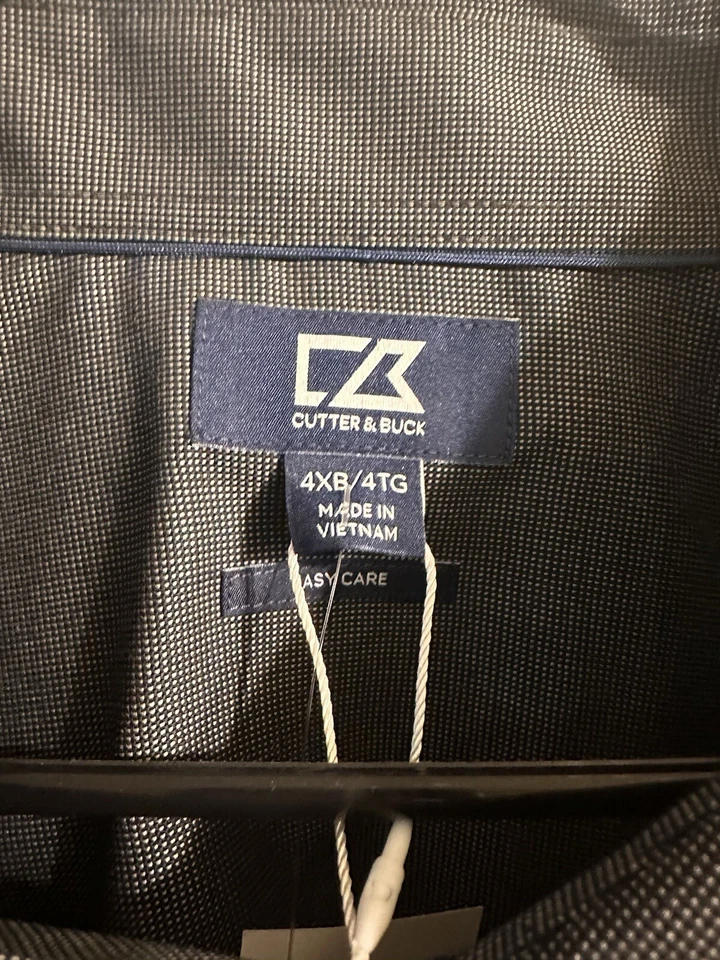 CUTTER & BUCK
4XB/4TG
MADE IN
VIETNAM
ASY CARE